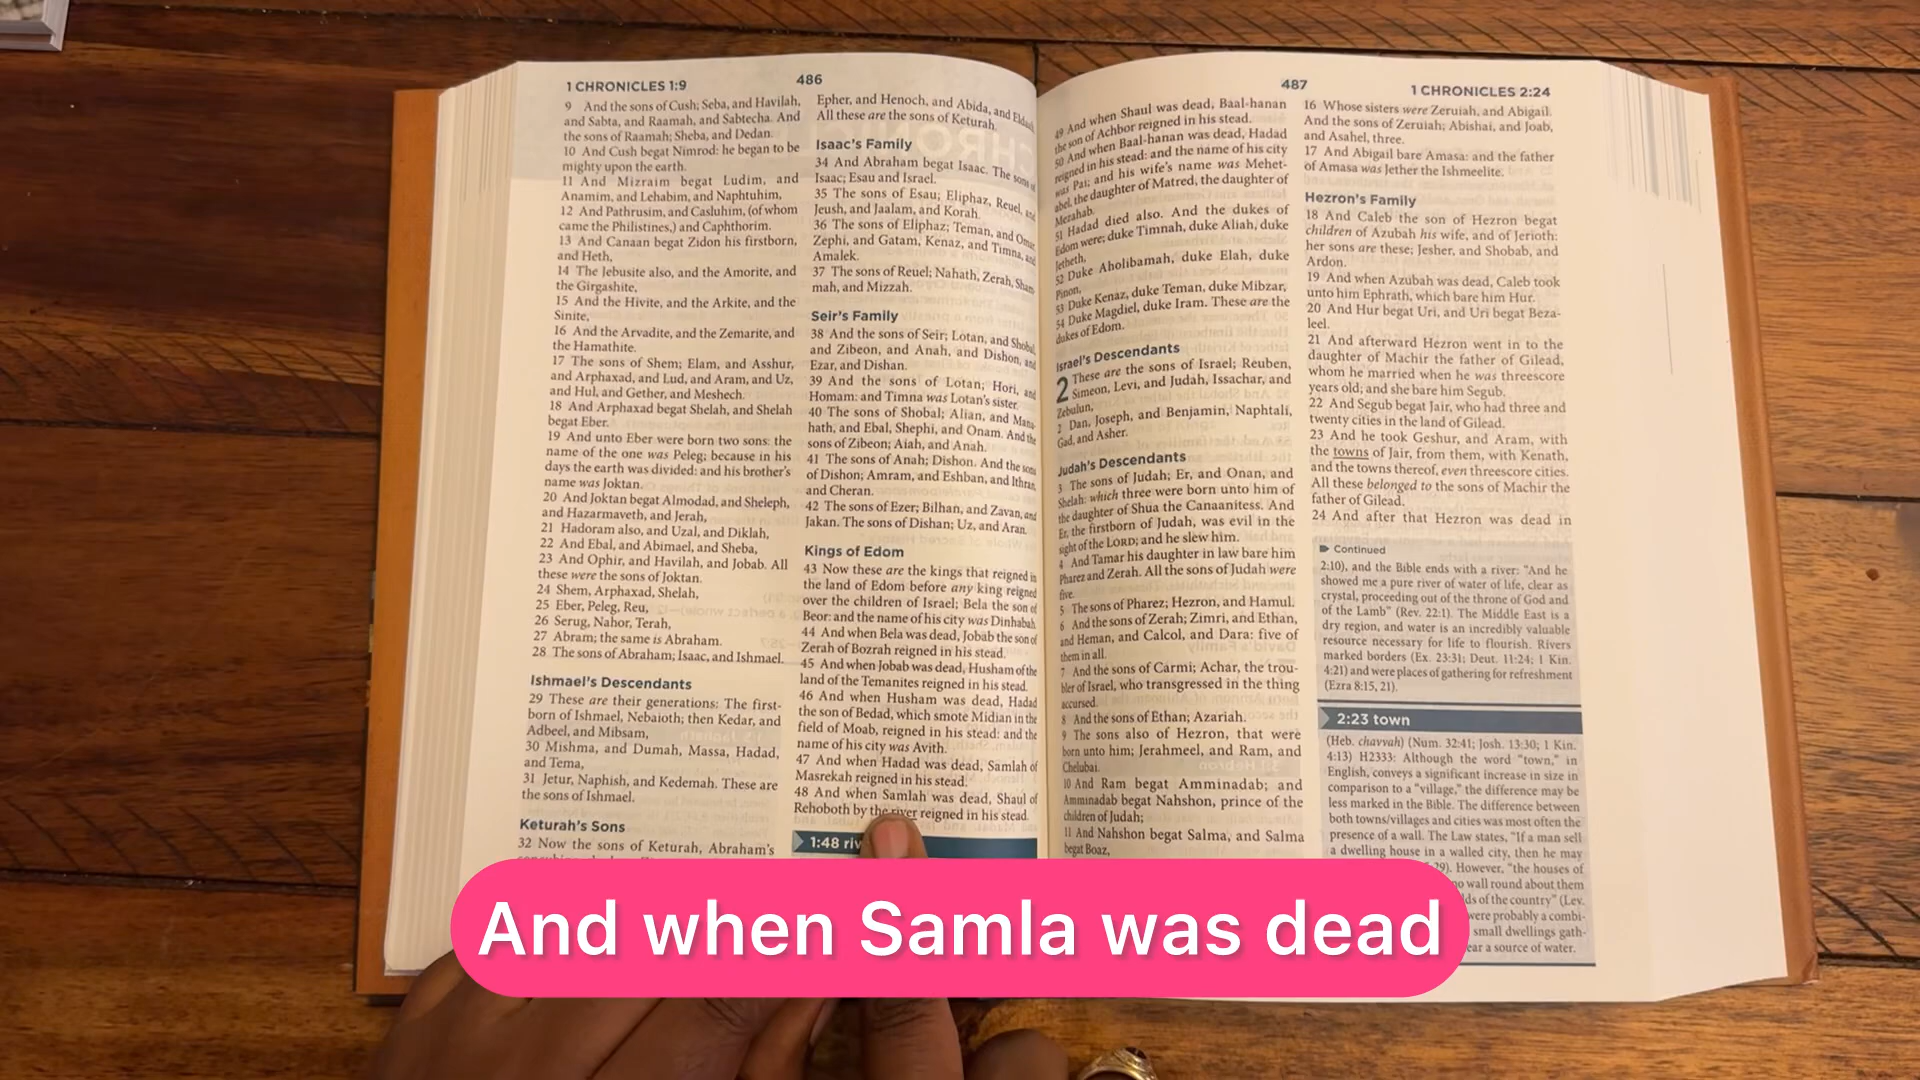 1 CHRONICLES 1:9
486
9 And the sons of Cush; Seba, and Havilah,
and Sabta, and Raamah, and Sabtecha. And
the sons of Raamah; Sheba, and Dedan.
10 And Cush begat Nimrod: he began to be
mighty upon the earth.
11 And Mizraim begat Ludim, and
Anamim, and Lehabim, and Naphtuhim,
12 And Pathrusim, and Casluhim, (of whom
came the Philistines,) and Caphthorim.
13 And Canaan begat Zidon his firstborn,
and Heth,
14 The Jebusite also, and the Amorite, and
the Girgashite,
15 And the Hivite, and the Arkite, and the
Sinite,
16 And the Arvadite, and the Zemarite, and
the Hamathite.
17 The sons of Shem; Elam, and Asshur,
and Arphaxad, and Lud, and Aram, and Uz,
and Hul, and Gether, and Meshech.
18 And Arphaxad begat Shelah, and Shelah
begat Eber.
19 And unto Eber were born two sons: the
name of the one was Peleg; because in his
days the earth was divided: and his brother's
name was Joktan.
20 And Joktan begat Almodad, and Sheleph,
and Hazarmaveth, and Jerah,
21 Hadoram also, and Uzal, and Diklah,
22 And Ebal, and Abimael, and Sheba,
23 And Ophir, and Havilah, and Jobab. All
these were the sons of Joktan.
24 Shem, Arphaxad, Shelah,
25 Eber, Peleg, Reu,
26 Serug, Nahor, Terah,
27 Abram; the same is Abraham.
28 The sons of Abraham; Isaac, and Ishmael.
Ishmael's Descendants
29 These are their generations: The first-
born of Ishmael, Nebaioth; then Kedar, and
Adbeel, and Mibsam,
30 Mishma, and Dumah, Massa, Hadad,
and Tema,
31 Jetur, Naphish, and Kedemah. These are
the sons of Ishmael.
Keturah's Sons
32 Now the sons of Keturah, Abraham's
Epher, and Henoch, and Abida, and Eldaah.
All these are the sons of Keturah.
Isaac's Family
34 And Abraham begat Isaac. The sons of
Isaac; Esau and Israel.
35 The sons of Esau; Eliphaz, Reuel, and
Jeush, and Jaalam, and Korah.
36 The sons of Eliphaz; Teman, and Omar,
Zephi, and Gatam, Kenaz, and Timna, and
Amalek.
37 The sons of Reuel; Nahath, Zerah, Sham-
mah, and Mizzah.
Seir's Family
38 And the sons of Seir; Lotan, and Shobal,
and Zibeon, and Anah, and Dishon, and
Ezar, and Dishan.
39 And the sons of Lotan; Hori, and
Homam: and Timna was Lotan's sister.
40 The sons of Shobal; Alian, and Mana-
hath, and Ebal, Shephi, and Onam. And the
sons of Zibeon; Aiah, and Anah.
41 The sons of Anah; Dishon. And the sons
of Dishon; Amram, and Eshban, and Ithran,
and Cheran.
42 The sons of Ezer; Bilhan, and Zavan, and
Jakan. The sons of Dishan; Uz, and Aran.
Kings of Edom
43 Now these are the kings that reigned in
the land of Edom before any king reigned
over the children of Israel; Bela the son of
Beor: and the name of his city was Dinhabah.
44 And when Bela was dead, Jobab the son of
Zerah of Bozrah reigned in his stead.
45 And when Jobab was dead, Husham of the
land of the Temanites reigned in his stead.
46 And when Husham was dead, Hadad
the son of Bedad, which smote Midian in the
field of Moab, reigned in his stead: and the
name of his city was Avith.
47 And when Hadad was dead, Samlah of
Masrekah reigned in his stead.
48 And when Samlah was dead, Shaul of
Rehoboth by the river reigned in his stead.
1:48 riv
487
1 CHRONICLES 2:24
49 And when Shaul was dead, Baal-hanan
the son of Achbor reigned in his stead.
50 And when Baal-hanan was dead, Hadad
reigned in his stead: and the name of his city
was Pai; and his wife's name was Mehet-
abel, the daughter of Matred, the daughter of
Mezahab.
51 Hadad died also. And the dukes of
Edom were; duke Timnah, duke Aliah, duke
Jetheth,
52 Duke Aholibamah, duke Elah, duke
Pinon,
53 Duke Kenaz, duke Teman, duke Mibzar,
54 Duke Magdiel, duke Iram. These are the
dukes of Edom.
Israel's Descendants
2 These are the sons of Israel; Reuben,
Simeon, Levi, and Judah, Issachar, and
Zebulun,
2 Dan, Joseph, and Benjamin, Naphtali,
Gad, and Asher.
Judah's Descendants
3 The sons of Judah; Er, and Onan, and
Shelah: which three were born unto him of
the daughter of Shua the Canaanitess. And
Er, the firstborn of Judah, was evil in the
sight of the LORD; and he slew him.
4 And Tamar his daughter in law bare him
Pharez and Zerah. All the sons of Judah were
five.
5 The sons of Pharez; Hezron, and Hamul.
6 And the sons of Zerah; Zimri, and Ethan,
and Heman, and Calcol, and Dara: five of
them in all.
7 And the sons of Carmi; Achar, the trou-
bler of Israel, who transgressed in the thing
accursed.
8 And the sons of Ethan; Azariah.
9 The sons also of Hezron, that were
born unto him; Jerahmeel, and Ram, and
Chelubai.
10 And Ram begat Amminadab; and
Amminadab begat Nahshon, prince of the
children of Judah;
11 And Nahshon begat Salma, and Salma
begat Boaz,
16 Whose sisters were Zeruiah, and Abigail.
And the sons of Zeruiah; Abishai, and Joab,
and Asahel, three.
17 And Abigail bare Amasa: and the father
of Amasa was Jether the Ishmeelite.
Hezron's Family
18 And Caleb the son of Hezron begat
children of Azubah his wife, and of Jerioth:
her sons are these; Jesher, and Shobab, and
Ardon.
19 And when Azubah was dead, Caleb took
unto him Ephrath, which bare him Hur.
20 And Hur begat Uri, and Uri begat Beza-
leel.
21 And afterward Hezron went in to the
daughter of Machir the father of Gilead,
whom he married when he was threescore
years old; and she bare him Segub.
22 And Segub begat Jair, who had three and
twenty cities in the land of Gilead.
23 And he took Geshur, and Aram, with
the towns of Jair, from them, with Kenath,
and the towns thereof, even threescore cities.
All these belonged to the sons of Machir the
father of Gilead.
24 And after that Hezron was dead in
Continued
2:10), and the Bible ends with a river: "And he
showed me a pure river of water of life, clear as
crystal, proceeding out of the throne of God and
of the Lamb" (Rev. 22:1). The Middle East is a
dry region, and water is an incredibly valuable
resource necessary for life to flourish. Rivers
marked borders (Ex. 23:31; Deut. 11:24; 1 Kin.
4:21) and were places of gathering for refreshment
(Ezra 8:15, 21).
2:23 town
(Heb. chavvah) (Num. 32:41; Josh. 13:30; 1 Kin.
4:13) H2333: Although the word "town," in
English, conveys a significant increase in size in
comparison to a "village," the difference may be
less marked in the Bible. The difference between
both towns/villages and cities was most often the
presence of a wall. The Law states, "If a man sell
a dwelling house in a walled city, then he may
29). However, "the houses of
no wall round about them
lds of the country" (Lev.
were probably a combi-
small dwellings gath-
ear a source of water.
And when Samla was dead